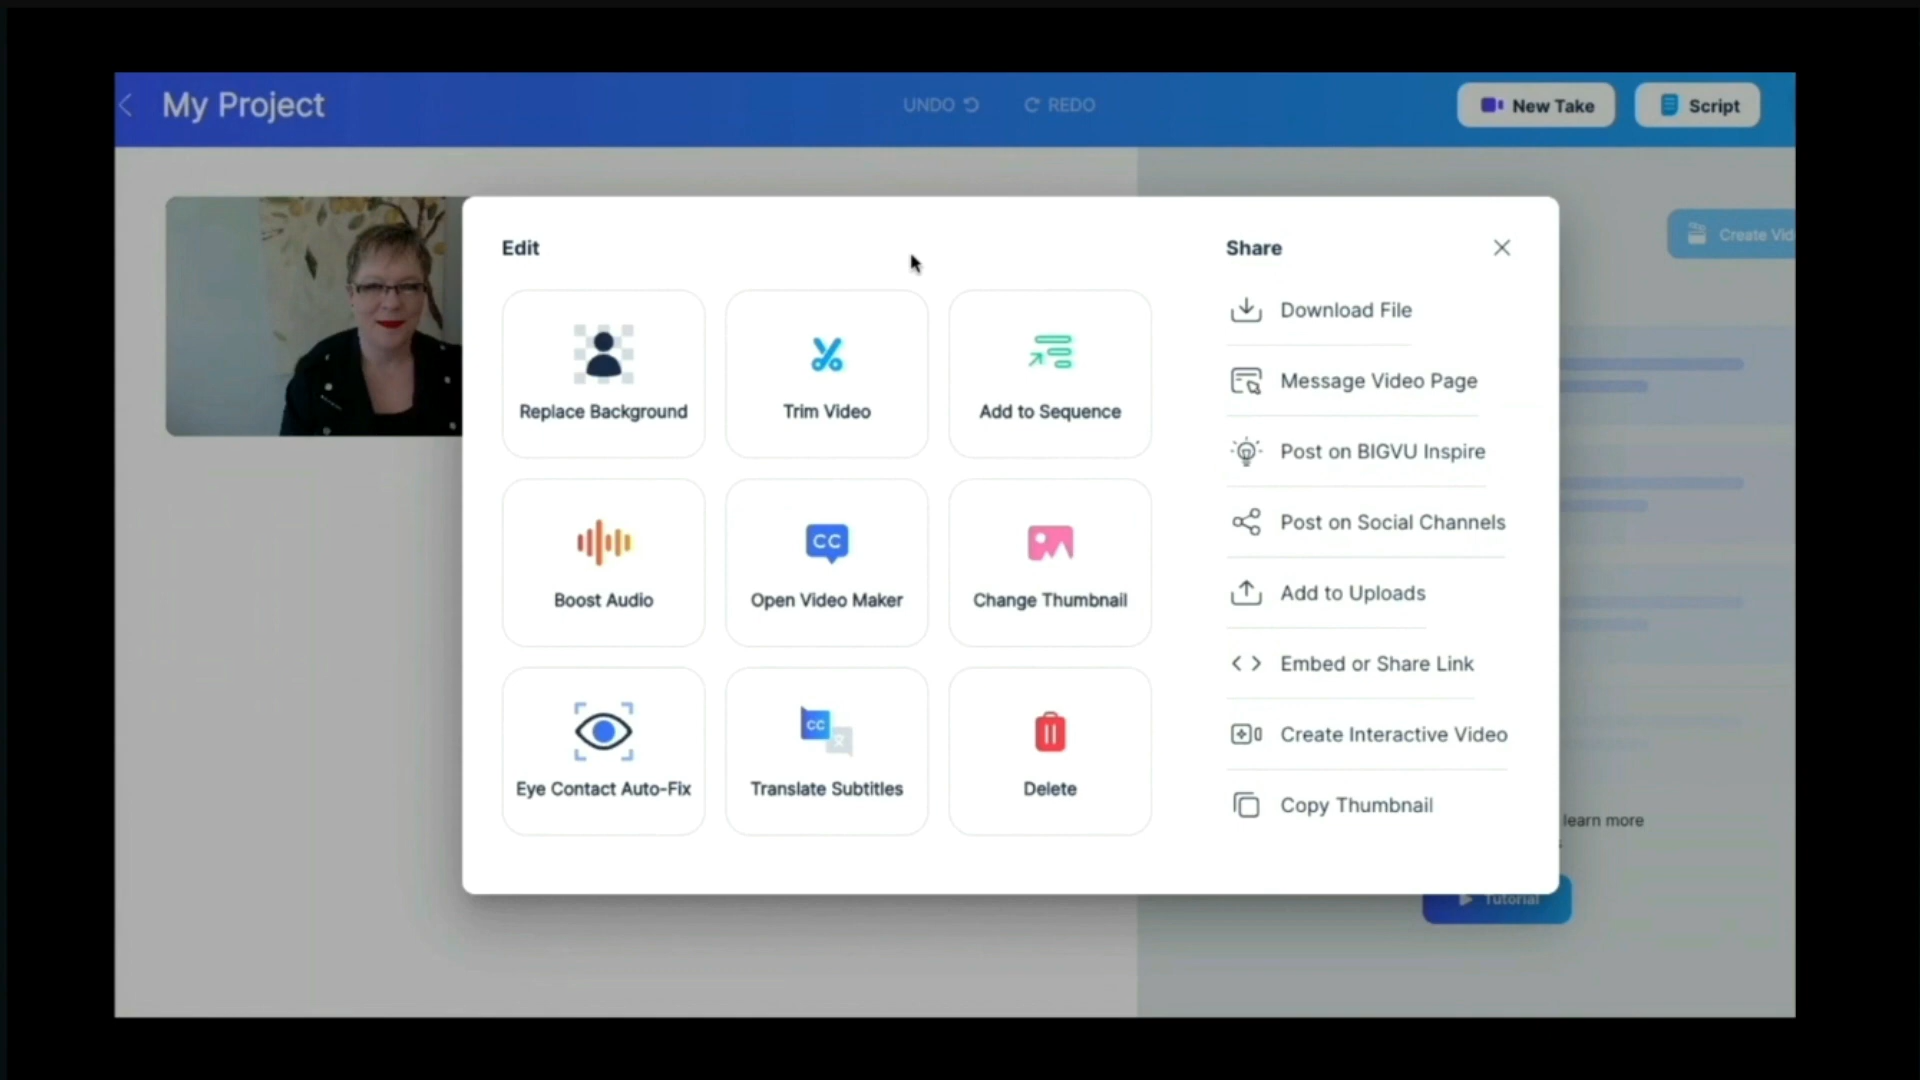 My Project
UNDO
REDO
New Take
Script
Edit
Share
Create Vid
Replace Background
Trim Video
Add to Sequence
Boost Audio
CC
Open Video Maker
Change Thumbnail
Eye Contact Auto-Fix
CC
Translate Subtitles
Delete
Download File
Message Video Page
Post on BIGVU Inspire
Post on Social Channels
Add to Uploads
Embed or Share Link
Create Interactive Video
Copy Thumbnail
learn more
Tutorial